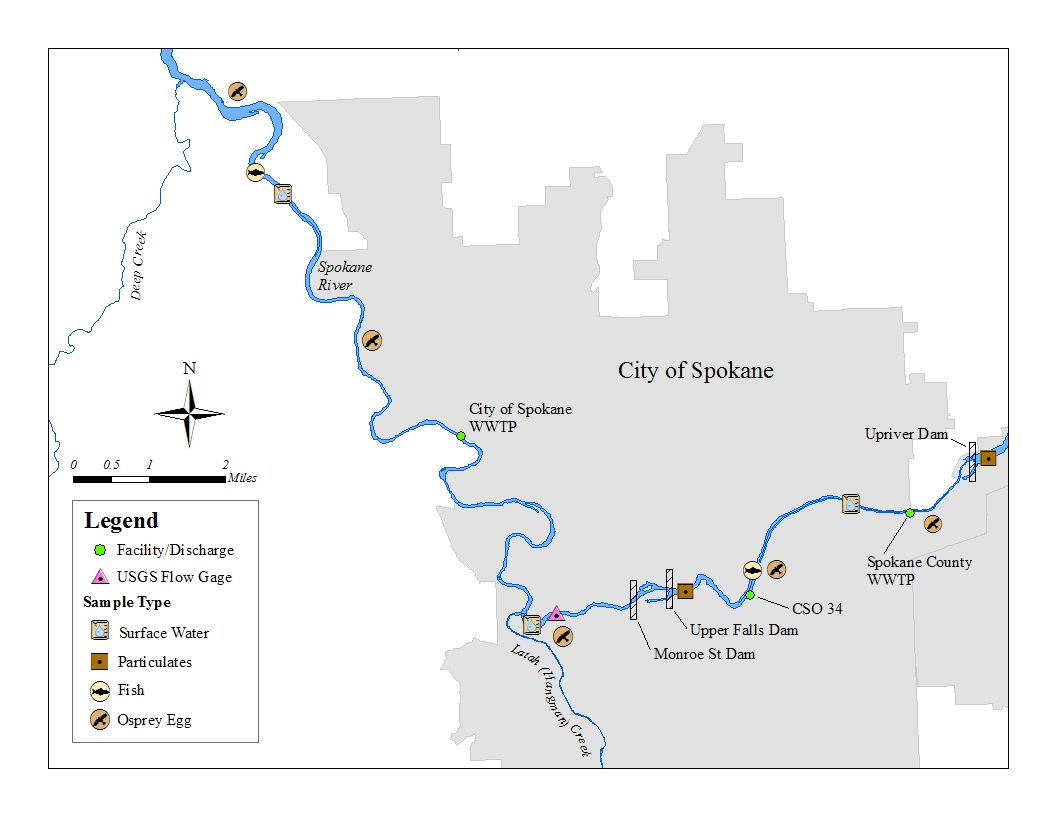 Deep Creek
Spokane
River
City of Spokane
N
City of Spokane
WWTP
Upriver Dam
0 0.5 1 2
Miles
Legend
Facility/Discharge
USGS Flow Gage
Sample Type
Surface Water
Particulates
Fish
Osprey Egg
Spokane County
WWTP
CSO 34
Upper Falls Dam
Monroe St Dam
Latah (Hangman) Creek